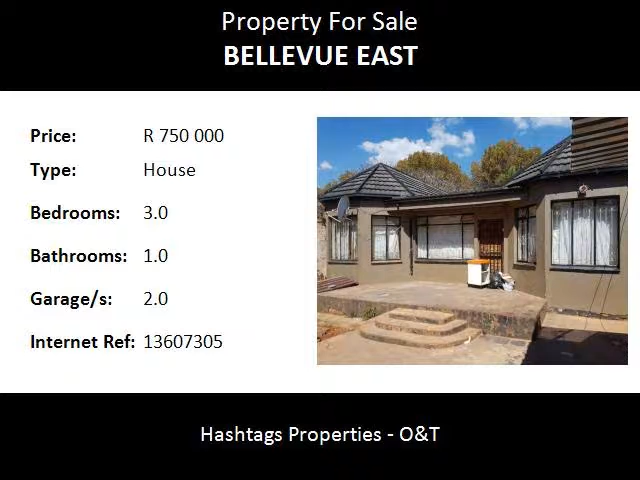 Property For Sale
BELLEVUE EAST
Price: R 750 000
Type: House
Bedrooms: 3.0
Bathrooms: 1.0
Garage/s: 2.0
Internet Ref: 13607305
Hashtags Properties - O&T